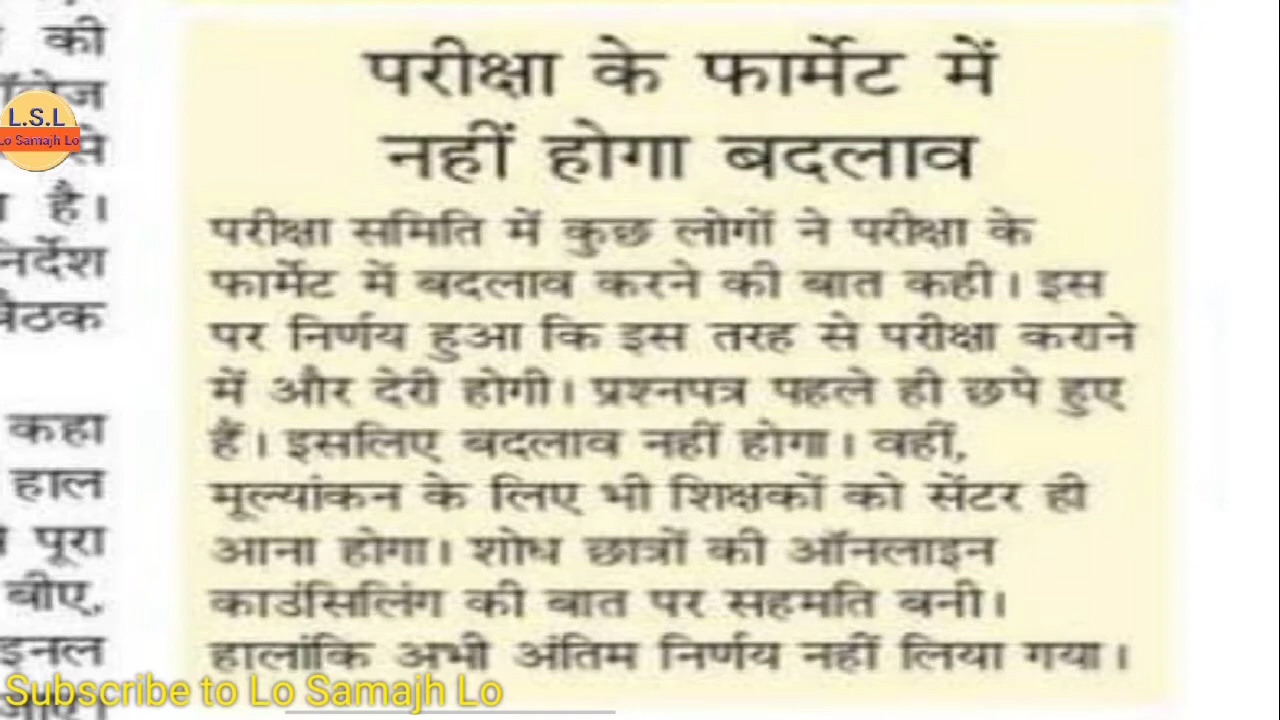 की
L.S.L
Lo Samajh Lo
से
है।
निर्देश
बैठक
कहा
हाल
पूरा
बीए,
परीक्षा के फार्मेट में
नहीं होगा बदलाव
परीक्षा समिति में कुछ लोगों ने परीक्षा के
फार्मेट में बदलाव करने की बात कही। इस
पर निर्णय हुआ कि इस तरह से परीक्षा कराने
में और देरी होगी। प्रश्नपत्र पहले ही छपे हुए
हैं। इसलिए बदलाव नहीं होगा। वहीं,
मूल्यांकन के लिए भी शिक्षकों को सेंटर ही
आना होगा। शोध छात्रों की ऑनलाइन
काउंसिलिंग की बात पर सहमति बनी।
हालांकि अभी अंतिम निर्णय नहीं लिया गया।
Subscribe to Lo Samajh Lo